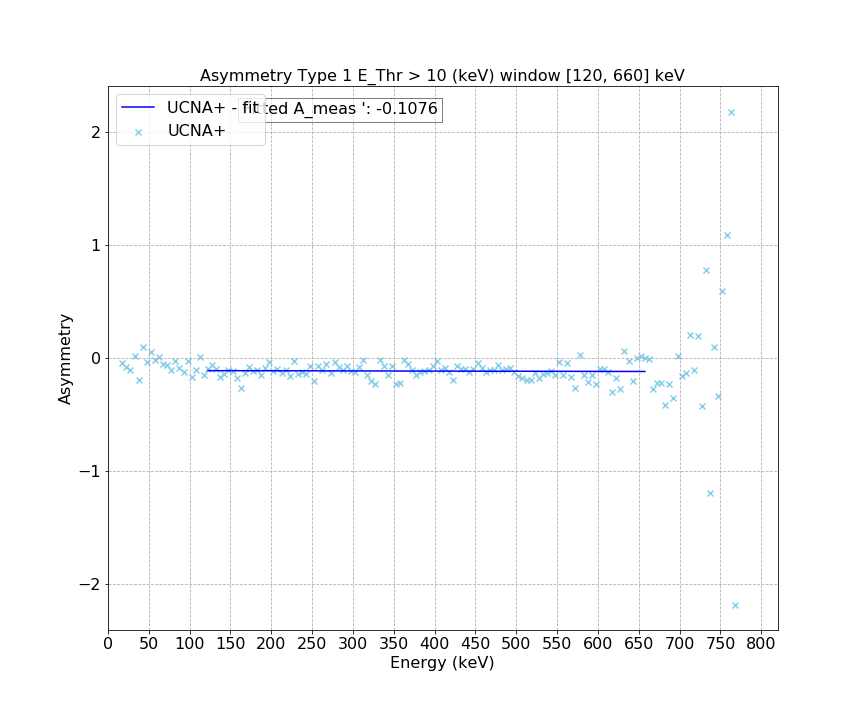 Asymmetry Type 1 E_Thr > 10 (keV) window [120, 660] keV
UCNA+ - fit
ted A_meas ': -0.1076
UCNA+
2
1
0
−1
−2
Asymmetry
0 50 100 150 200 250 300 350 400 450 500 550 600 650 700 750 800
Energy (keV)